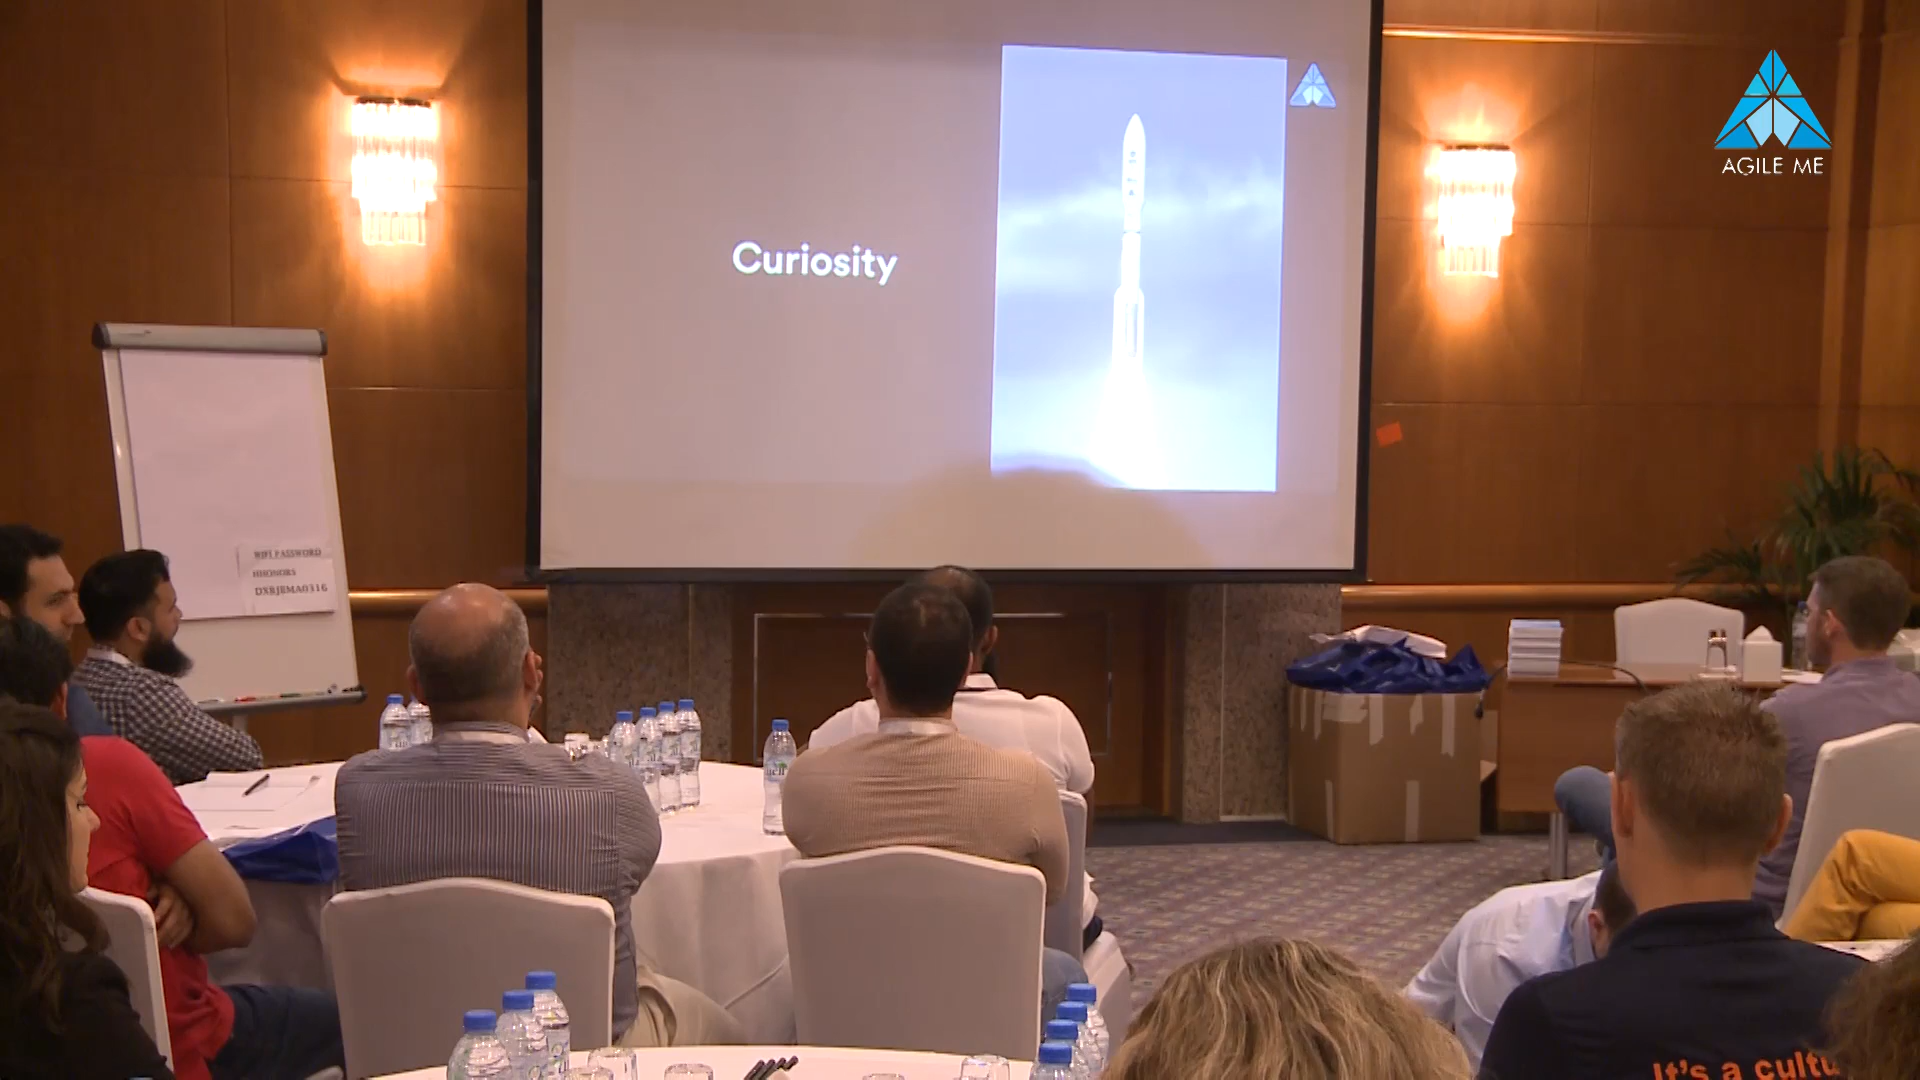 Curiosity
AGILE ME
WIFI PASSWORD
HHONORS
DXBJBMA0316
It's a cultu